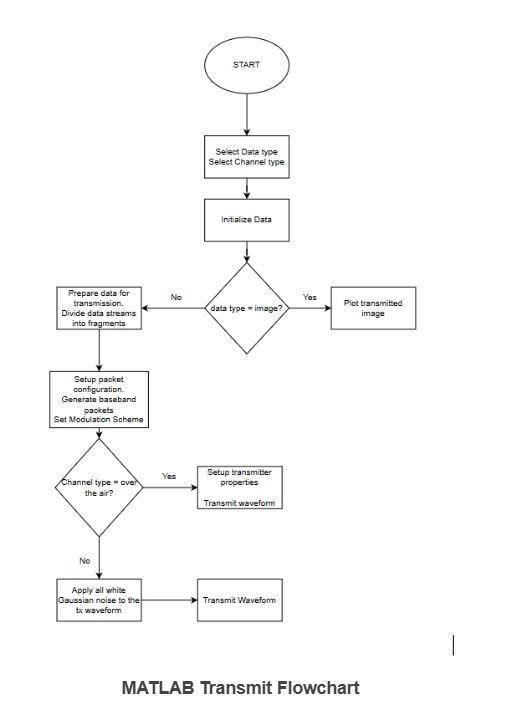 START
Select Data type
Select Channel type
Initialize Data
data type = image?
No
Yes
Prepare data for
transmission.
Divide data streams
into fragments
Plot transmitted
image
Setup packet
configuration.
Generate baseband
packets
Set Modulation Scheme
Channel type = over
the air?
Yes
Setup transmitter
properties
Transmit waveform
No
Apply all white
Gaussian noise to the
tx waveform
Transmit Waveform
MATLAB Transmit Flowchart